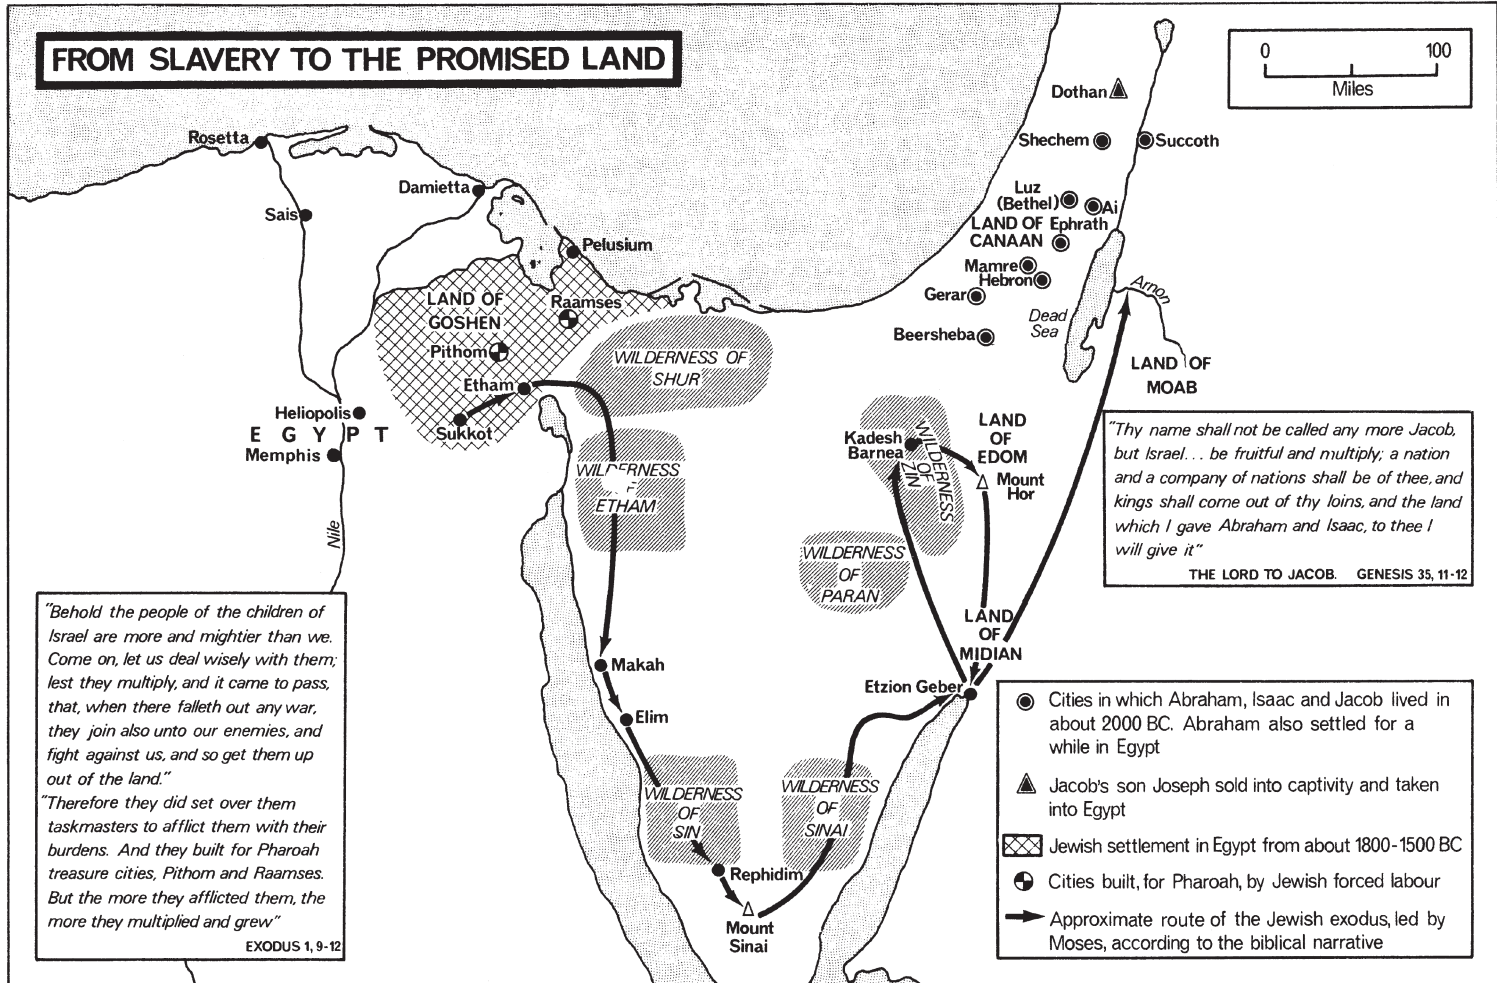 FROM SLAVERY TO THE PROMISED LAND
0 100
Miles
Dothan
Rosetta
Shechem
Succoth
Damietta
Luz
(Bethel)
Ai
Sais
LAND OF
CANAAN
Ephrath
Pelusium
Mamre
Hebron
Gerar
Arnon
LAND OF
GOSHEN
Raamses
Dead
Sea
Beersheba
Pithom
WILDERNESS OF
SHUR
LAND OF
MOAB
Etham
Heliopolis
EGYPT
Sukkot
Memphis
Kadesh
Barnea
WILDERNESS
OF
ZIN
LAND
OF
EDOM
Mount
Hor
WILDERNESS
ETHAM
Nile
WILDERNESS
OF
PARAN
"Thy name shall not be called any more Jacob,
but Israel... be fruitful and multiply; a nation
and a company of nations shall be of thee, and
kings shall come out of thy loins, and the land
which I gave Abraham and Isaac, to thee I
will give it"
THE LORD TO JACOB. GENESIS 35, 11-12
LAND
OF
MIDIAN
Makah
Etzion Geber
Elim
WILDERNESS
OF
SIN
WILDERNESS
OF
SINAI
Rephidim
Mount
Sinai
"Behold the people of the children of
Israel are more and mightier than we.
Come on, let us deal wisely with them;
lest they multiply, and it came to pass,
that, when there falleth out any war,
they join also unto our enemies, and
fight against us, and so get them up
out of the land."
"Therefore they did set over them
taskmasters to afflict them with their
burdens. And they built for Pharoah
treasure cities, Pithom and Raamses.
But the more they afflicted them, the
more they multiplied and grew"
EXODUS 1, 9-12
Cities in which Abraham, Isaac and Jacob lived in
about 2000 BC. Abraham also settled for a
while in Egypt
Jacob's son Joseph sold into captivity and taken
into Egypt
Jewish settlement in Egypt from about 1800-1500 BC
Cities built, for Pharoah, by Jewish forced labour
Approximate route of the Jewish exodus, led by
Moses, according to the biblical narrative